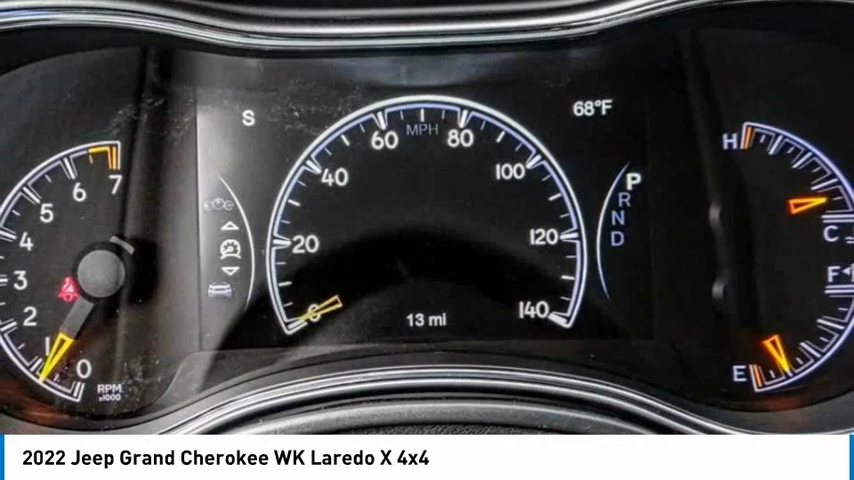 S
68°F
MPH
0
20
40
60
80
100
120
140
13 mi
P
R
N
D
0
1
2
3
4
5
6
7
RPM
x1000
H
C
F
E
2022 Jeep Grand Cherokee WK Laredo X 4x4